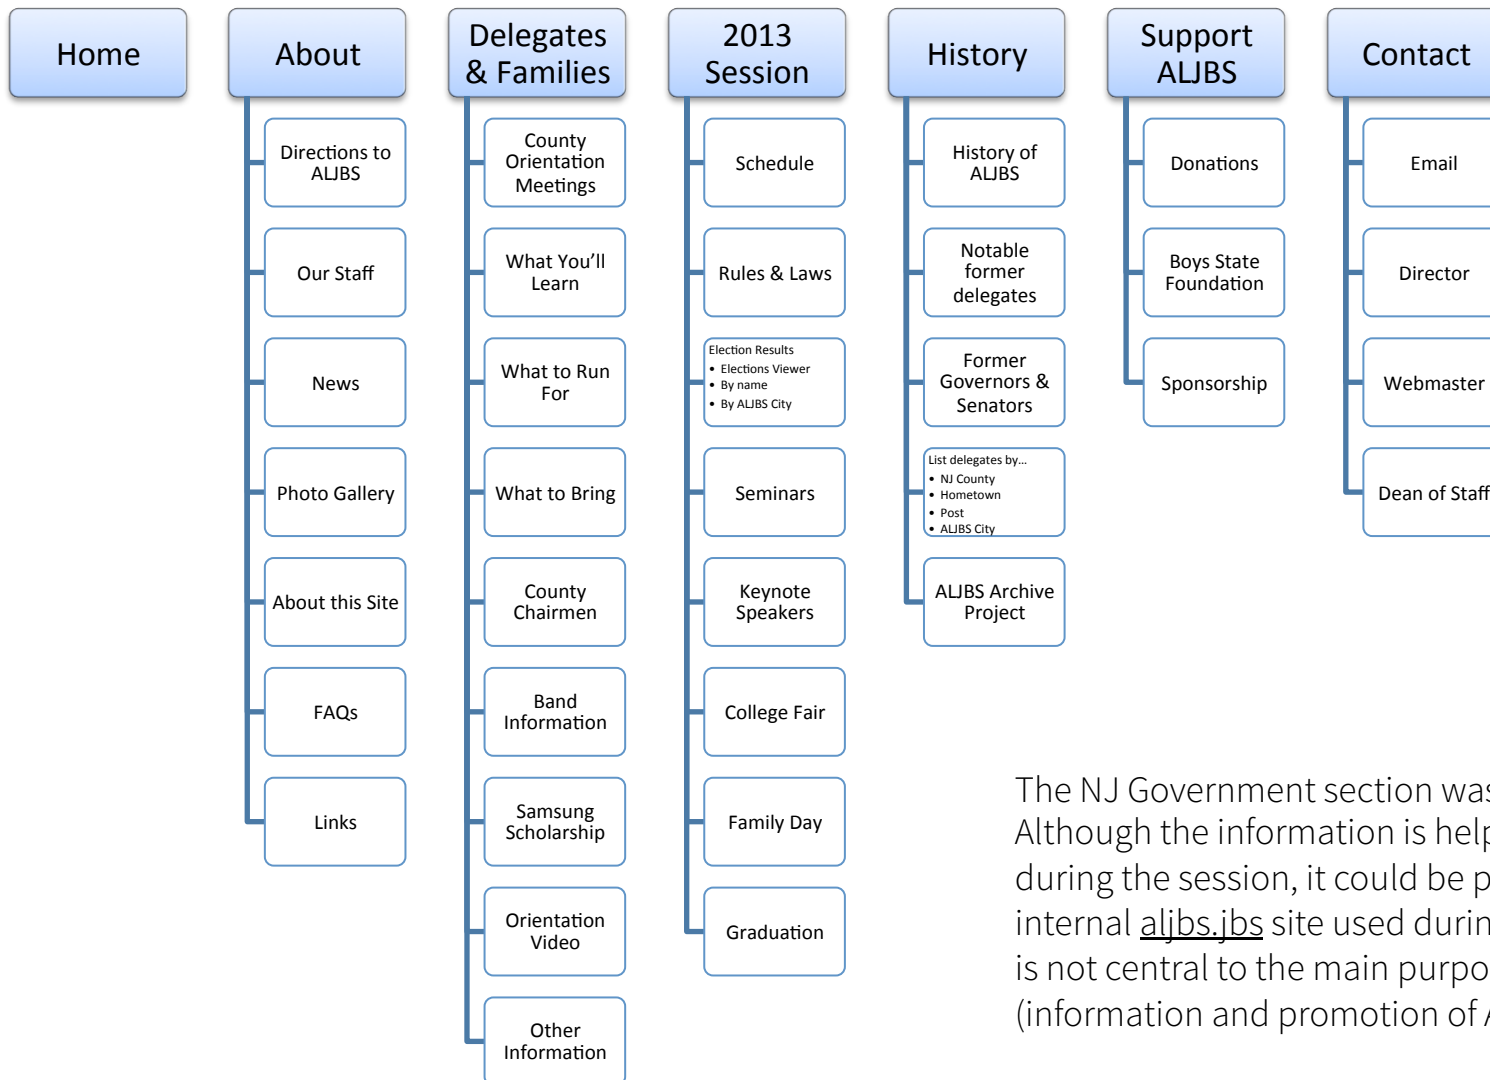 Home
About
Delegates
& Families
2013
Session
History
Support
ALJBS
Contact
Directions to
ALJBS
Our Staff
News
Photo Gallery
About this Site
FAQs
Links
County
Orientation
Meetings
What You’ll
Learn
What to Run
For
What to Bring
County
Chairmen
Band
Information
Samsung
Scholarship
Orientation
Video
Other
Information
Schedule
Rules & Laws
Election Results
• Elections Viewer
• By name
• By ALJBS City
Seminars
Keynote
Speakers
College Fair
Family Day
Graduation
History of
ALJBS
Notable
former
delegates
Former
Governors &
Senators
List delegates by...
• NJ County
• Hometown
• Post
• ALJBS City
ALJBS Archive
Project
Donations
Boys State
Foundation
Sponsorship
Email
Director
Webmaster
Dean of Staff
The NJ Government section was
Although the information is help
during the session, it could be p
internal aljbs.jbs site used durin
is not central to the main purpo
(information and promotion of A